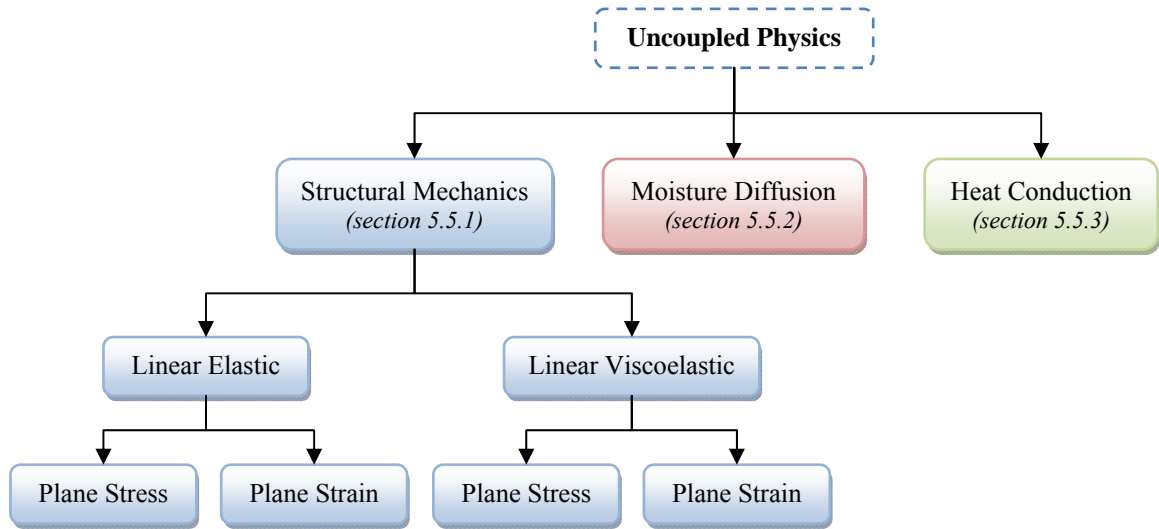 Uncoupled Physics
Structural Mechanics
(section 5.5.1)
Moisture Diffusion
(section 5.5.2)
Heat Conduction
(section 5.5.3)
Linear Elastic
Linear Viscoelastic
Plane Stress
Plane Strain
Plane Stress
Plane Strain